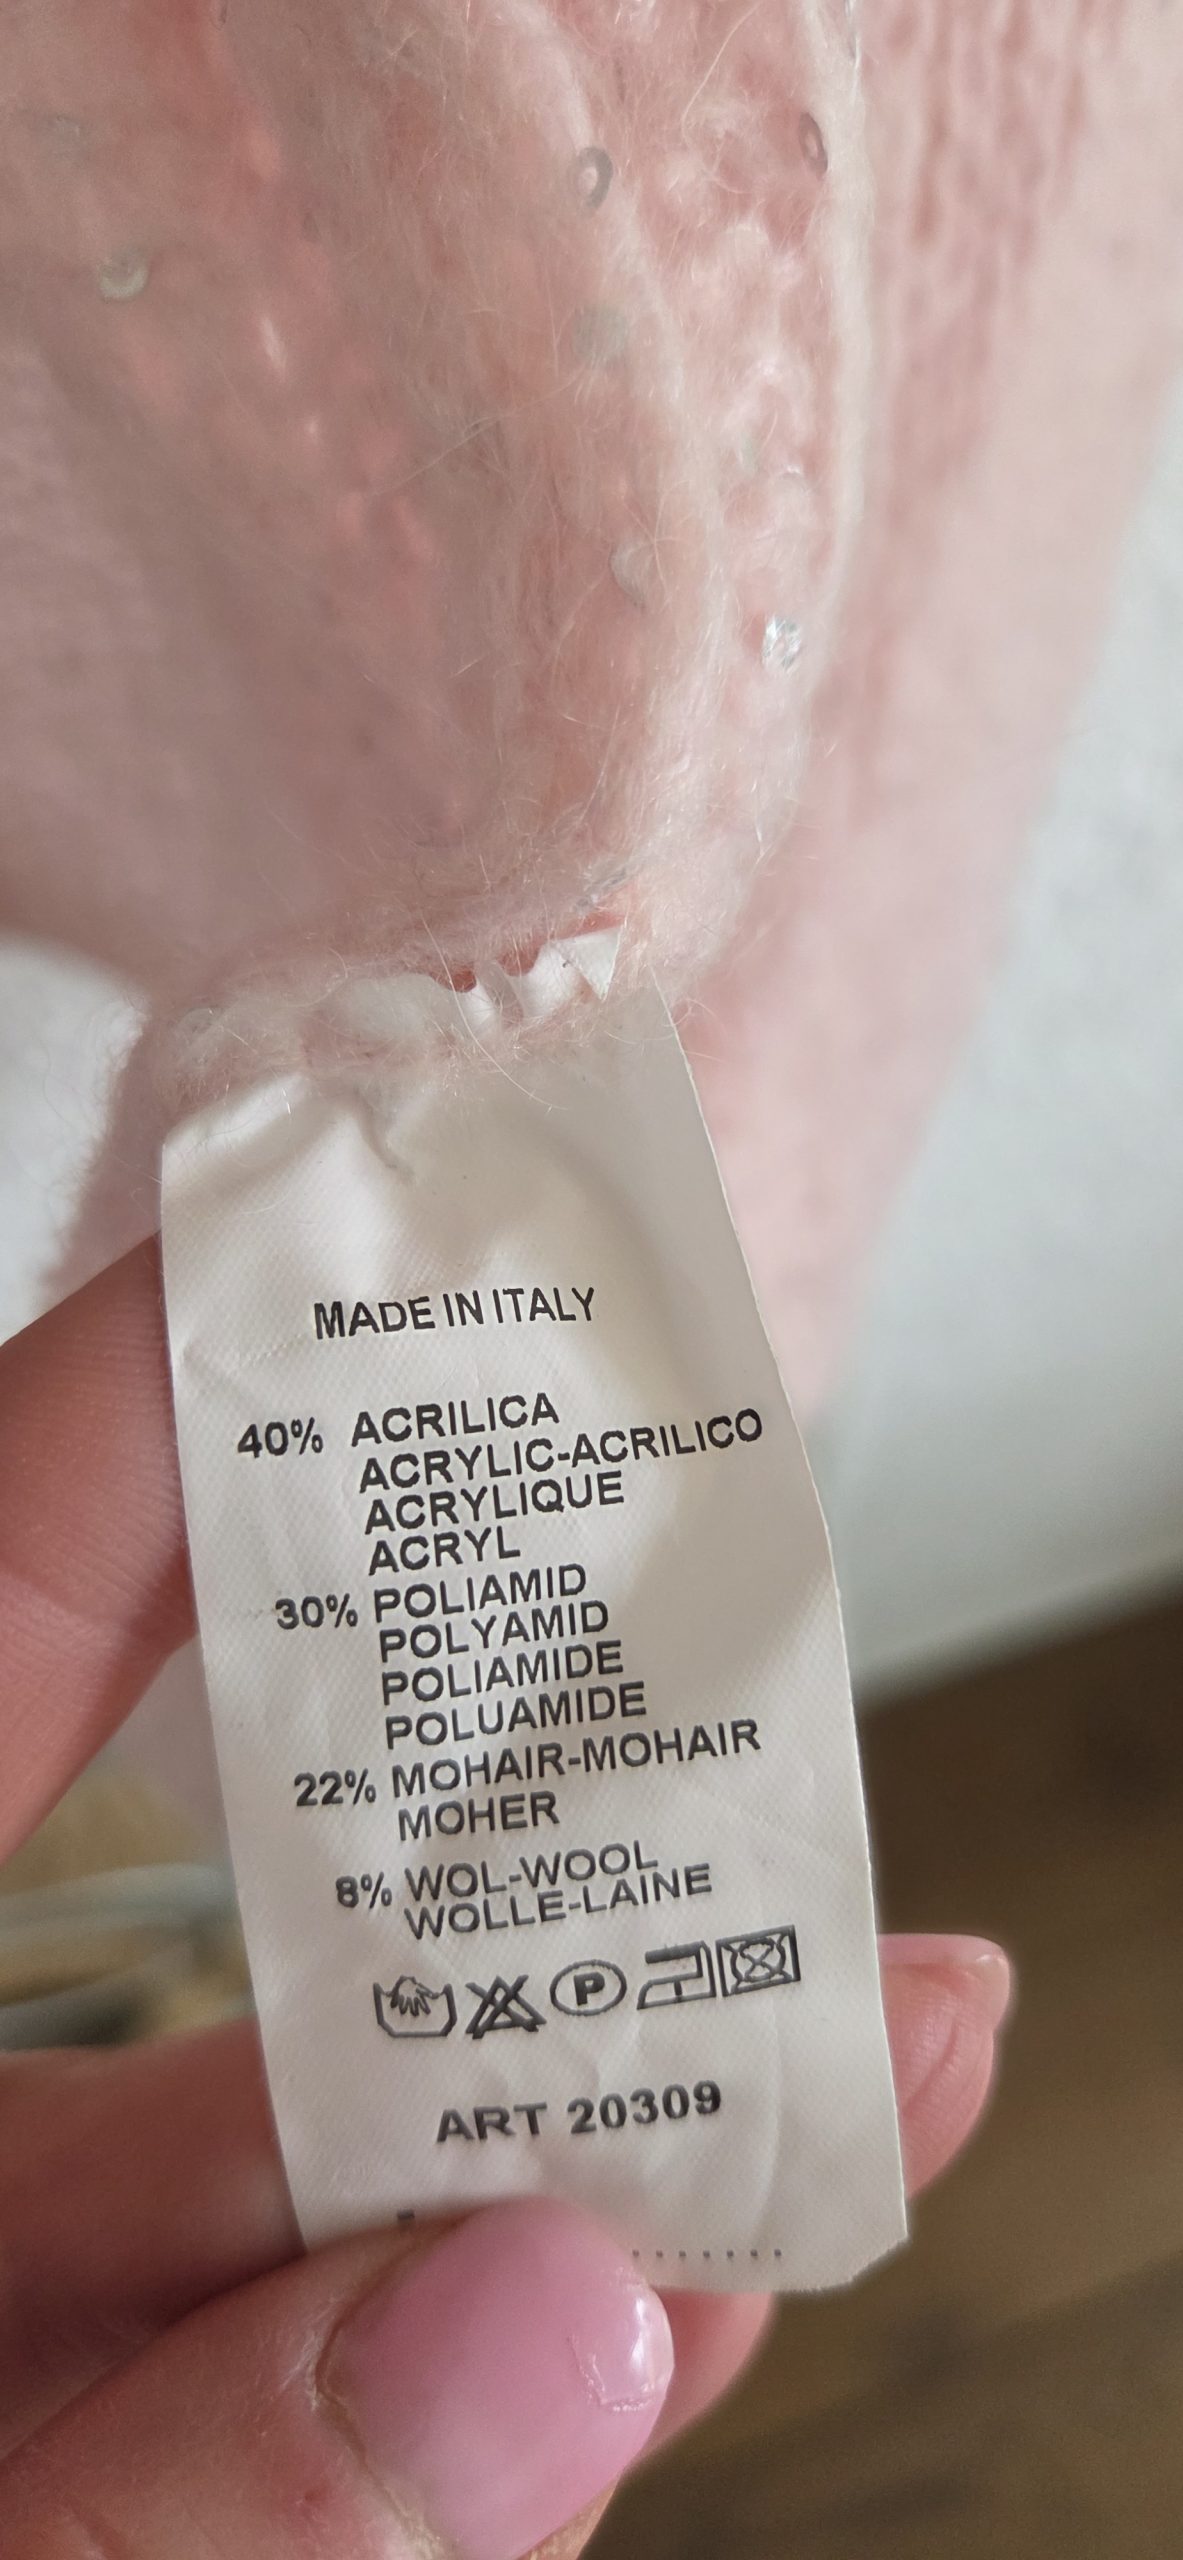 MADE IN ITALY
40% ACRILICA
ACRYLIC-ACRILICO
ACRYLIQUE
ACRYL
30% POLIAMID
POLYAMID
POLIAMIDE
POLUAMIDE
22% MOHAIR-MOHAIR
MOHER
8% WOL-WOOL
WOLLE-LAINE
P
ART 20309